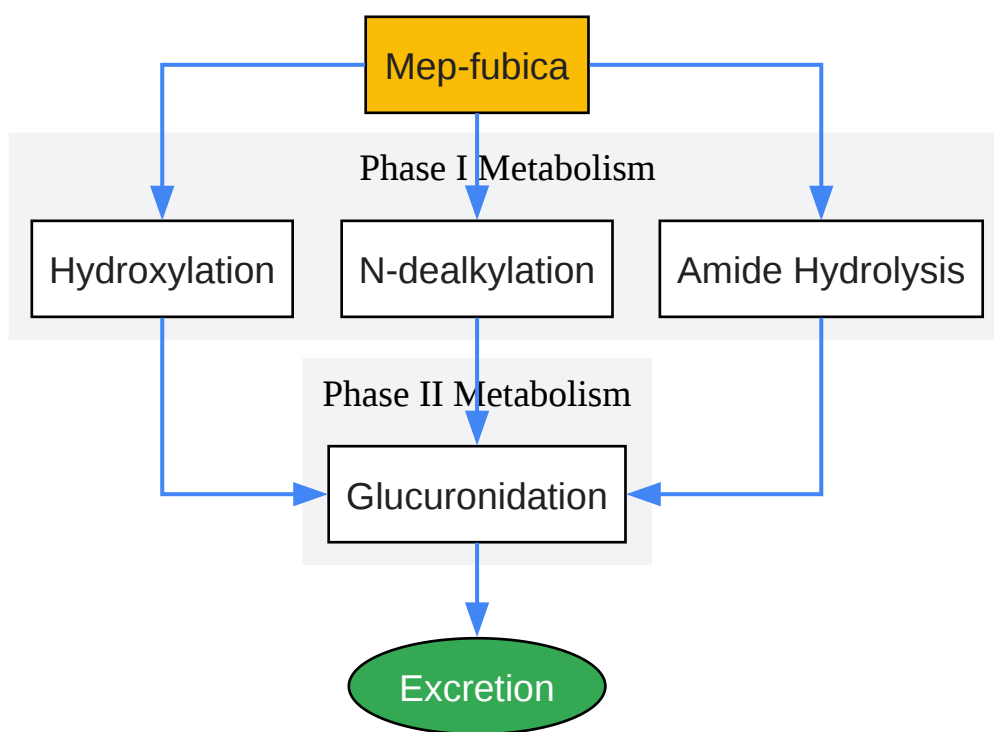 Mep-fubica
Phase I Metabolism
Hydroxylation
N-dealkylation
Amide Hydrolysis
Phase II Metabolism
Glucuronidation
Excretion